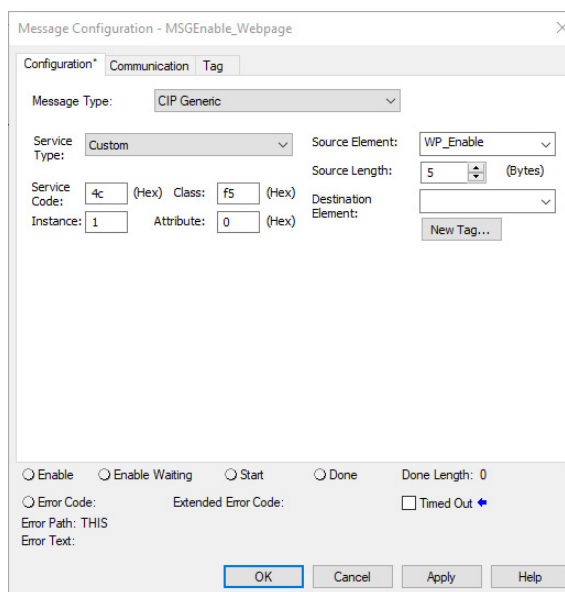 Message Configuration - MSGEnable_Webpage
Configuration* Communication Tag
Message Type: CIP Generic
Service Type: Custom
Source Element: WP_Enable
Source Length: 5 (Bytes)
Service Code: 4c (Hex) Class: f5 (Hex)
Destination Element:
Instance: 1 Attribute: 0 (Hex)
New Tag...
Enable Enable Waiting Start Done Done Length: 0
Error Code: Extended Error Code: Timed Out
Error Path: THIS
Error Text:
OK Cancel Apply Help